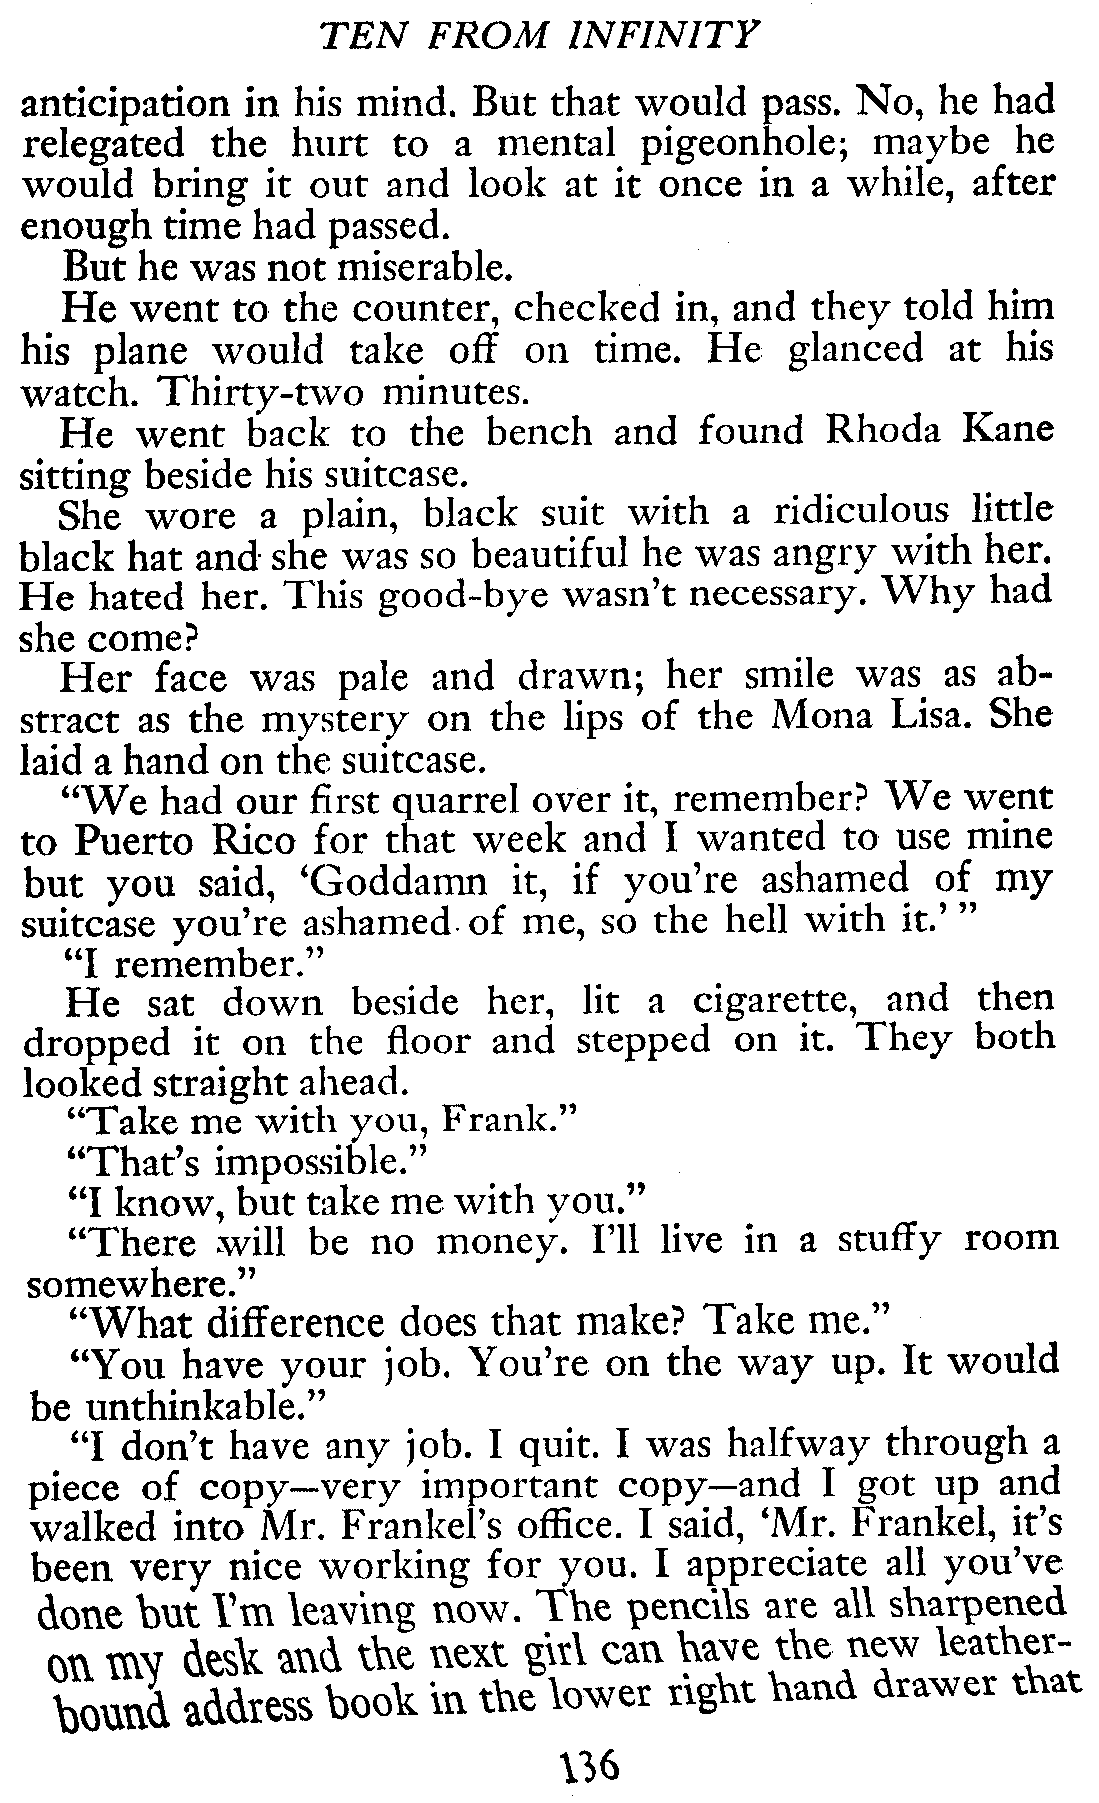 TEN FROM INFINITY
anticipation in his mind. But that would pass. No, he had
relegated the hurt to a mental pigeonhole; maybe he
would bring it out and look at it once in a while, after
enough time had passed.
But he was not miserable.
He went to the counter, checked in, and they told him
his plane would take off on time. He glanced at his
watch. Thirty-two minutes.
He went back to the bench and found Rhoda Kane
sitting beside his suitcase.
She wore a plain, black suit with a ridiculous little
black hat and she was so beautiful he was angry with her.
He hated her. This good-bye wasn't necessary. Why had
she come?
Her face was pale and drawn; her smile was as ab-
stract as the mystery on the lips of the Mona Lisa. She
laid a hand on the suitcase.
“We had our first quarrel over it, remember? We went
to Puerto Rico for that week and I wanted to use mine
but you said, ‘Goddamn it, if you're ashamed of my
suitcase you're ashamed of me, so the hell with it.’ ”
“I remember.”
He sat down beside her, lit a cigarette, and then
dropped it on the floor and stepped on it. They both
looked straight ahead.
“Take me with you, Frank.”
“That's impossible.”
“I know, but take me with you.”
“There will be no money. I'll live in a stuffy room
somewhere.”
“What difference does that make? Take me.”
“You have your job. You're on the way up. It would
be unthinkable.”
“I don't have any job. I quit. I was halfway through a
piece of copy—very important copy—and I got up and
walked into Mr. Frankel's office. I said, ‘Mr. Frankel, it's
been very nice working for you. I appreciate all you've
done but I'm leaving now. The pencils are all sharpened
on my desk and the next girl can have the new leather-
bound address book in the lower right hand drawer that
136